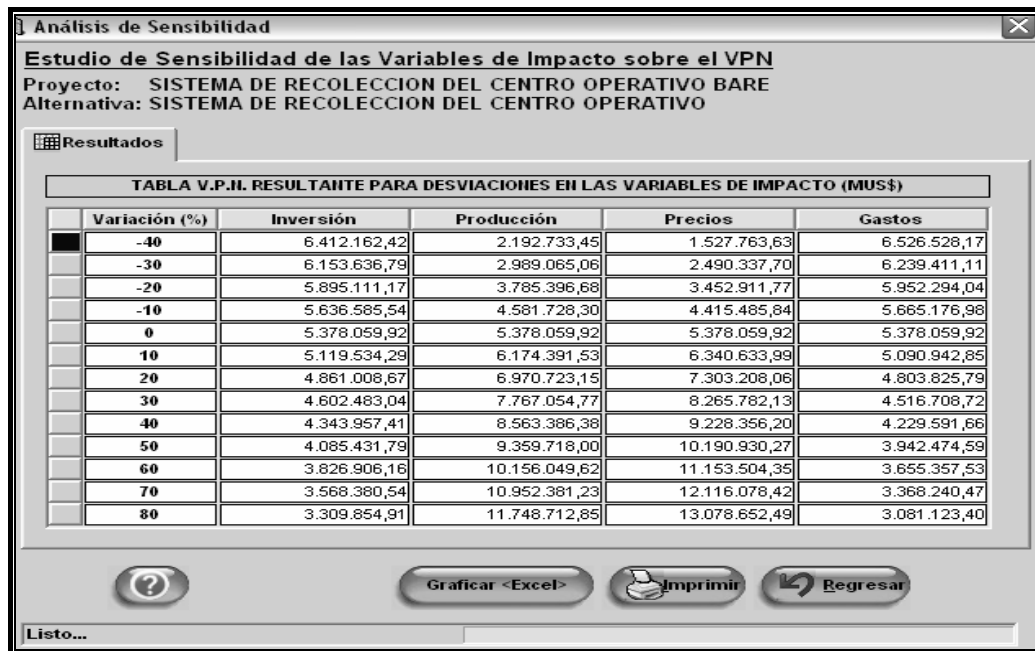 Análisis de Sensibilidad
Estudio de Sensibilidad de las Variables de Impacto sobre el VPN
Proyecto: SISTEMA DE RECOLECCION DEL CENTRO OPERATIVO BARE
Alternativa: SISTEMA DE RECOLECCION DEL CENTRO OPERATIVO
Resultados
TABLA V.P.N. RESULTANTE PARA DESVIACIONES EN LAS VARIABLES DE IMPACTO (MUS$)
Variación (%) Inversión Producción Precios Gastos
-40 6.412.162,42 2.192.733,45 1.527.763,63 6.526.528,17
-30 6.153.636,79 2.989.065,06 2.490.337,70 6.239.411,11
-20 5.895.111,17 3.785.396,68 3.452.911,77 5.952.294,04
-10 5.636.585,54 4.581.728,30 4.415.485,84 5.665.176,98
0 5.378.059,92 5.378.059,92 5.378.059,92 5.378.059,92
10 5.119.534,29 6.174.391,53 6.340.633,99 5.090.942,85
20 4.861.008,67 6.970.723,15 7.303.208,06 4.803.825,79
30 4.602.483,04 7.767.054,77 8.265.782,13 4.516.708,72
40 4.343.957,41 8.563.386,38 9.228.356,20 4.229.591,66
50 4.085.431,79 9.359.718,00 10.190.930,27 3.942.474,59
60 3.826.906,16 10.156.049,62 11.153.504,35 3.655.357,53
70 3.568.380,54 10.952.381,23 12.116.078,42 3.368.240,47
80 3.309.854,91 11.748.712,85 13.078.652,49 3.081.123,40
Graficar <Excel> Imprimir Regresar
Listo...